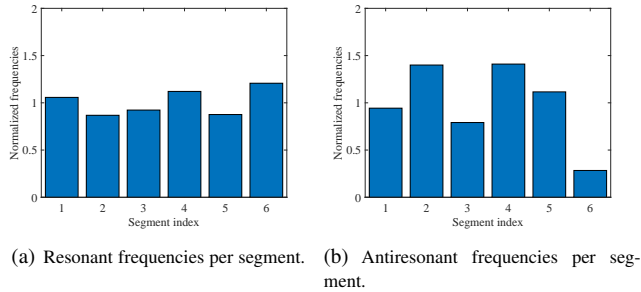 2
1.5
1
0.5
0
Normalized frequencies
1 2 3 4 5 6
Segment index
(a) Resonant frequencies per segment.
2
1.5
1
0.5
0
Normalized frequencies
1 2 3 4 5 6
Segment index
(b) Antiresonant frequencies per seg-
ment.